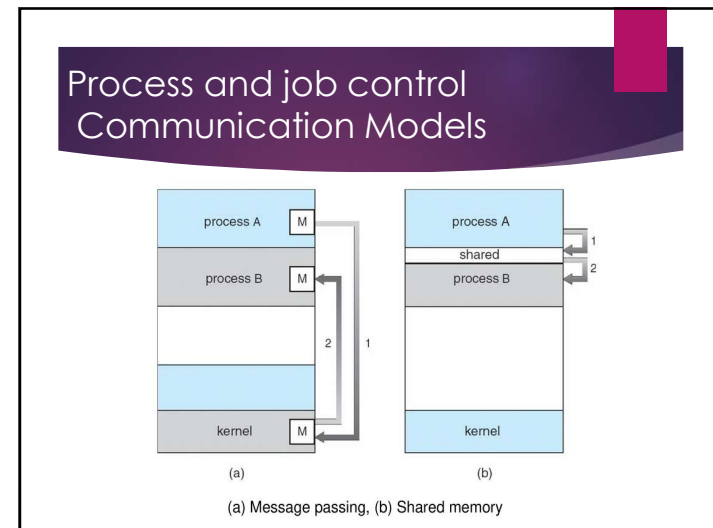 Process and job control
Communication Models
process A
M
process B
M
2
1
kernel
M
(a)
process A
1
shared
2
process B
kernel
(b)
(a) Message passing, (b) Shared memory